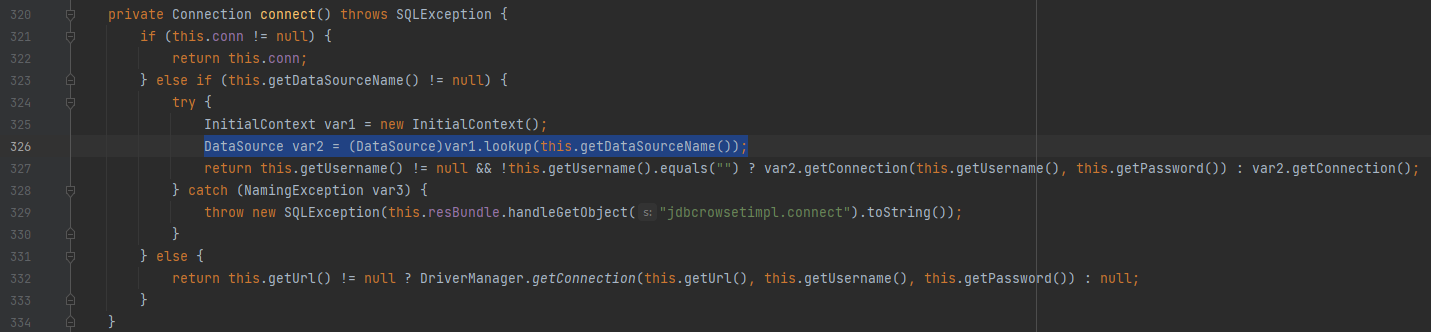 320 private Connection connect() throws SQLException {
321 if (this.conn != null) {
322 return this.conn;
323 } else if (this.getDataSourceName() != null) {
324 try {
325 InitialContext var1 = new InitialContext();
326 DataSource var2 = (DataSource)var1.lookup(this.getDataSourceName());
327 return this.getUsername() != null && !this.getUsername().equals("") ? var2.getConnection(this.getUsername(), this.getPassword()) : var2.getConnection();
328 } catch (NamingException var3) {
329 throw new SQLException(this.resBundle.handleGetObject( s: "jdbcrowsetimpl.connect").toString());
330 }
331 } else {
332 return this.getUrl() != null ? DriverManager.getConnection(this.getUrl(), this.getUsername(), this.getPassword()) : null;
333 }
334 }